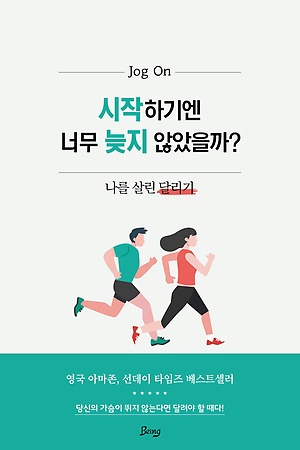 Jog On
시작하기엔
너무 늦지 않았을까?
나를 살린 달리기
영국 아마존, 선데이 타임즈 베스트셀러
★★★★★
당신의 가슴이 뛰지 않는다면 달려야 할 때다!
Being